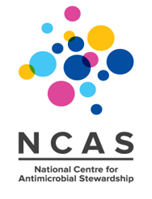 NCAS
National Centre for
Antimicrobial Stewardship